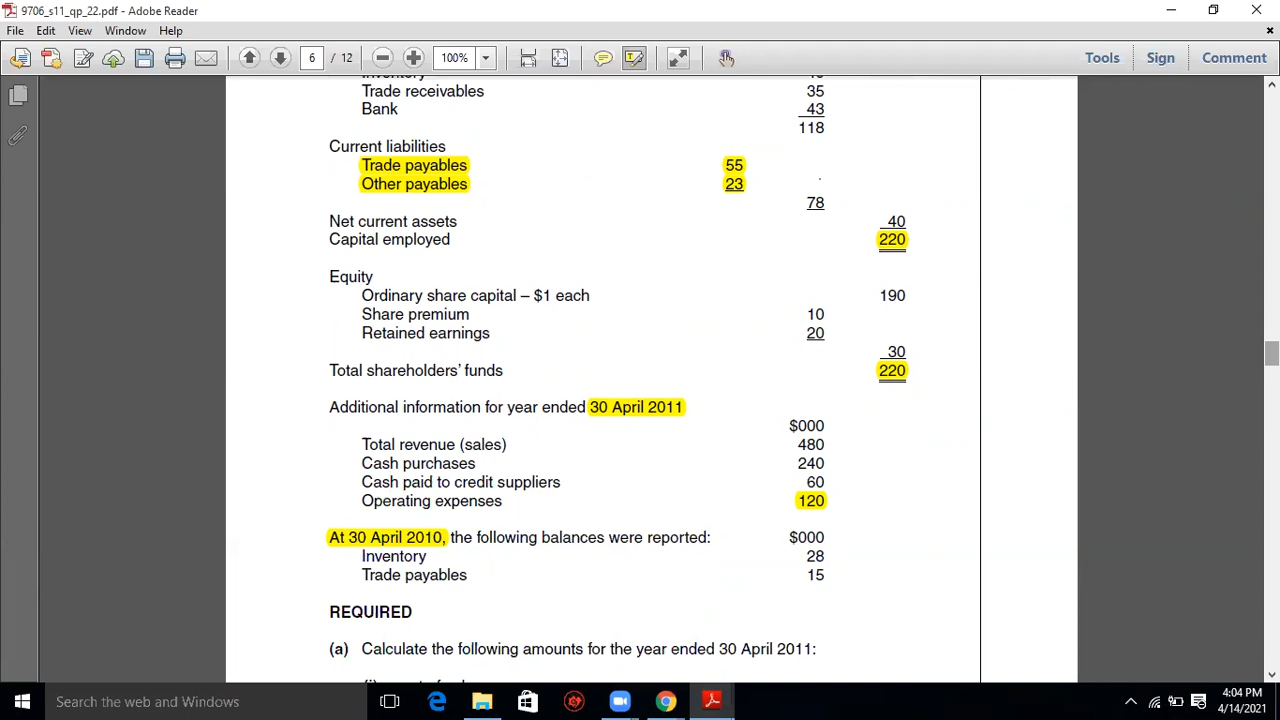 9706_s11_qp_22.pdf - Adobe Reader
File Edit View Window Help
6 / 12 100% Tools Sign Comment
Inventory
Trade receivables 35
Bank 43
118
Current liabilities
Trade payables 55
Other payables 23
78
Net current assets 40
Capital employed 220
Equity
Ordinary share capital – $1 each 190
Share premium 10
Retained earnings 20
30
Total shareholders' funds 220
Additional information for year ended 30 April 2011
$000
Total revenue (sales) 480
Cash purchases 240
Cash paid to credit suppliers 60
Operating expenses 120
At 30 April 2010, the following balances were reported: $000
Inventory 28
Trade payables 15
REQUIRED
(a) Calculate the following amounts for the year ended 30 April 2011:
Search the web and Windows
4:04 PM
4/14/2021